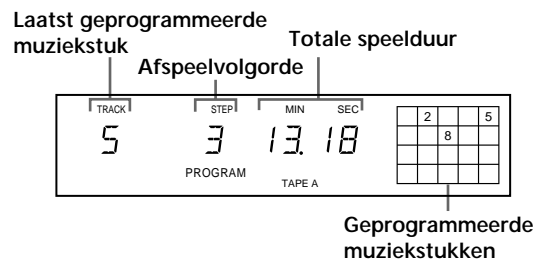 Laatst geprogrammeerde
muziekstuk
Totale speelduur
Afspeelvolgorde
TRACK STEP MIN SEC
5 3 13. 18
2 5
8
PROGRAM
TAPE A
Geprogrammeerde
muziekstukken